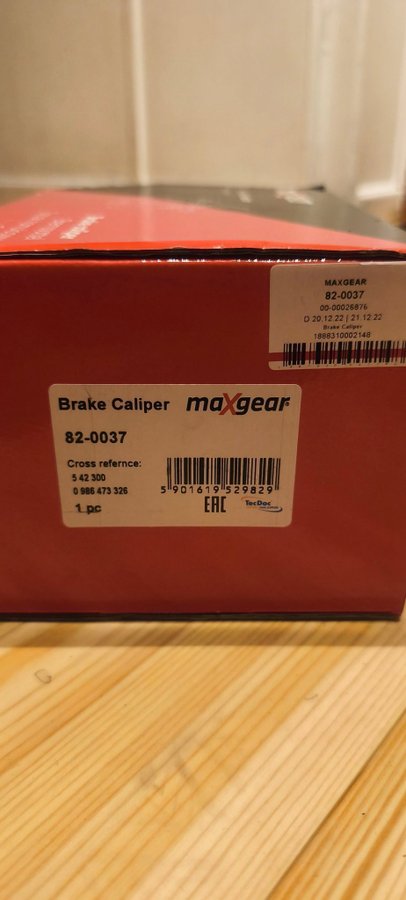 MAXGEAR
82-0037
00-00026876
O 20.12.22 | 21.12.22
Brake Caliper
1888310002148
Brake Caliper maxgear
82-0037
Cross refernce:
5 42 300
0 986 473 326
5 901619 529829
1 pc
EAC
TecDoc